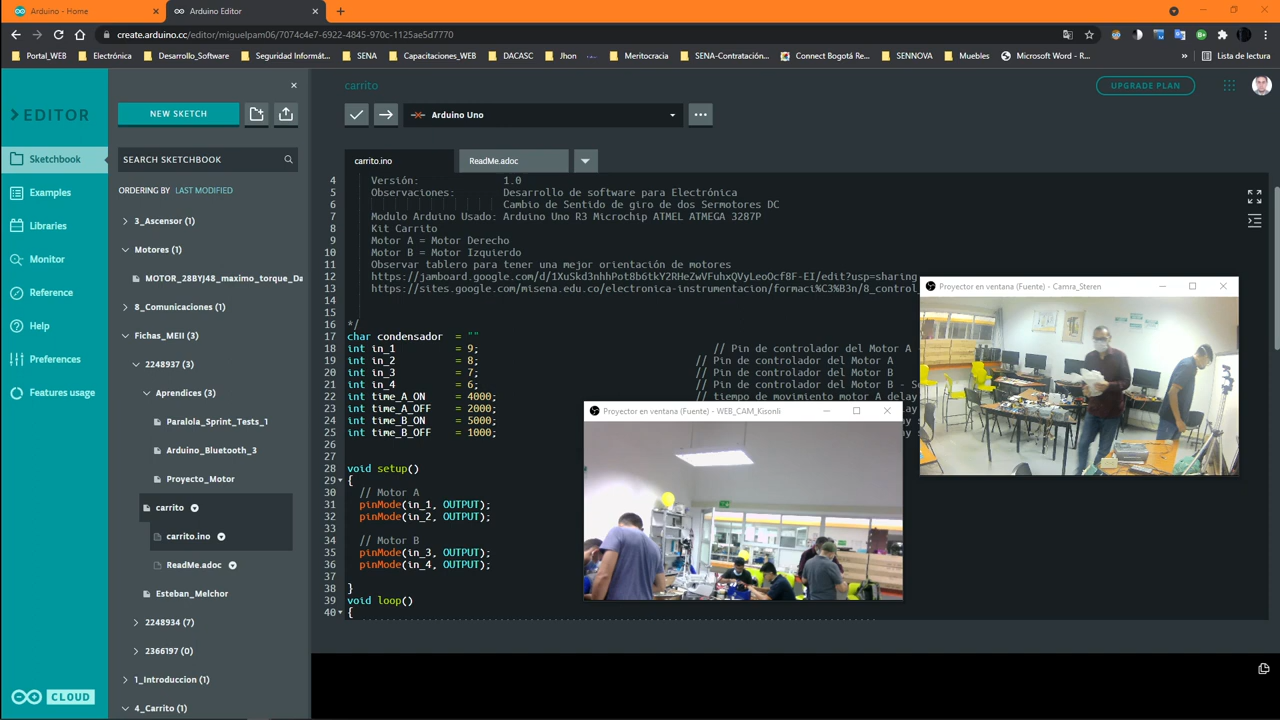 Arduino - Home
Arduino Editor
create.arduino.cc/editor/miguelpam06/7074c4e7-6922-4845-970c-1125ae5d7770
Portal_WEB
Electrónica
Desarrollo_Software
Seguridad Informát...
SENA
Capacitaciones_WEB
DACASC
Jhon
Meritocracia
SENA-Contratación...
Connect Bogotá Re...
SENNOVA
Muebles
Microsoft Word - R...
»
Lista de lectura
EDITOR
Sketchbook
Examples
Libraries
Monitor
Reference
Help
Preferences
Features usage
CLOUD
NEW SKETCH
SEARCH SKETCHBOOK
ORDERING BY LAST MODIFIED
3_Ascensor (1)
Motores (1)
MOTOR_28BYJ48_maximo_torque_Da
8_Comunicaciones (1)
Fichas_MEII (3)
2248937 (3)
Aprendices (3)
Paralola_Sprint_Tests_1
Arduino_Bluetooth_3
Proyecto_Motor
carrito
carrito.ino
ReadMe.adoc
Esteban_Melchor
2248934 (7)
2366197 (0)
1_Introduccion (1)
4_Carrito (1)
carrito
UPGRADE PLAN
Arduino Uno
carrito.ino
ReadMe.adoc
4 Versión: 1.0
5 Observaciones: Desarrollo de software para Electrónica
6 Cambio de Sentido de giro de dos Sermotores DC
7 Modulo Arduino Usado: Arduino Uno R3 Microchip ATMEL ATMEGA 3287P
8 Kit Carrito
9 Motor A = Motor Derecho
10 Motor B = Motor Izquierdo
11 Observar tablero para tener una mejor orientación de motores
12 https://jamboard.google.com/d/1XuSkd3nhhPot8b6tkY2RHeZwVFuhxQVyLeoOcf8F-EI/edit?usp=sharing
13 https://sites.google.com/misena.edu.co/electronica-instrumentacion/formaci%C3%B3n/8_control_
14
15
16 */
17 char condensador = ""
18 int in_1 = 9; // Pin de controlador del Motor A
19 int in_2 = 8; // Pin de controlador del Motor A
20 int in_3 = 7; // Pin de controlador del Motor B
21 int in_4 = 6; // Pin de controlador del Motor B - Se
22 int time_A_ON = 4000; // tiempo de movimiento motor A delay
23 int time_A_OFF = 2000;
24 int time_B_ON = 5000;
25 int time_B_OFF = 1000;
26
27
28 void setup()
29 {
30 // Motor A
31 pinMode(in_1, OUTPUT);
32 pinMode(in_2, OUTPUT);
33
34 // Motor B
35 pinMode(in_3, OUTPUT);
36 pinMode(in_4, OUTPUT);
37
38 }
39 void loop()
40 {
Proyector en ventana (Fuente) - Camra_Steren
Proyector en ventana (Fuente) - WEB_CAM_Kisonli